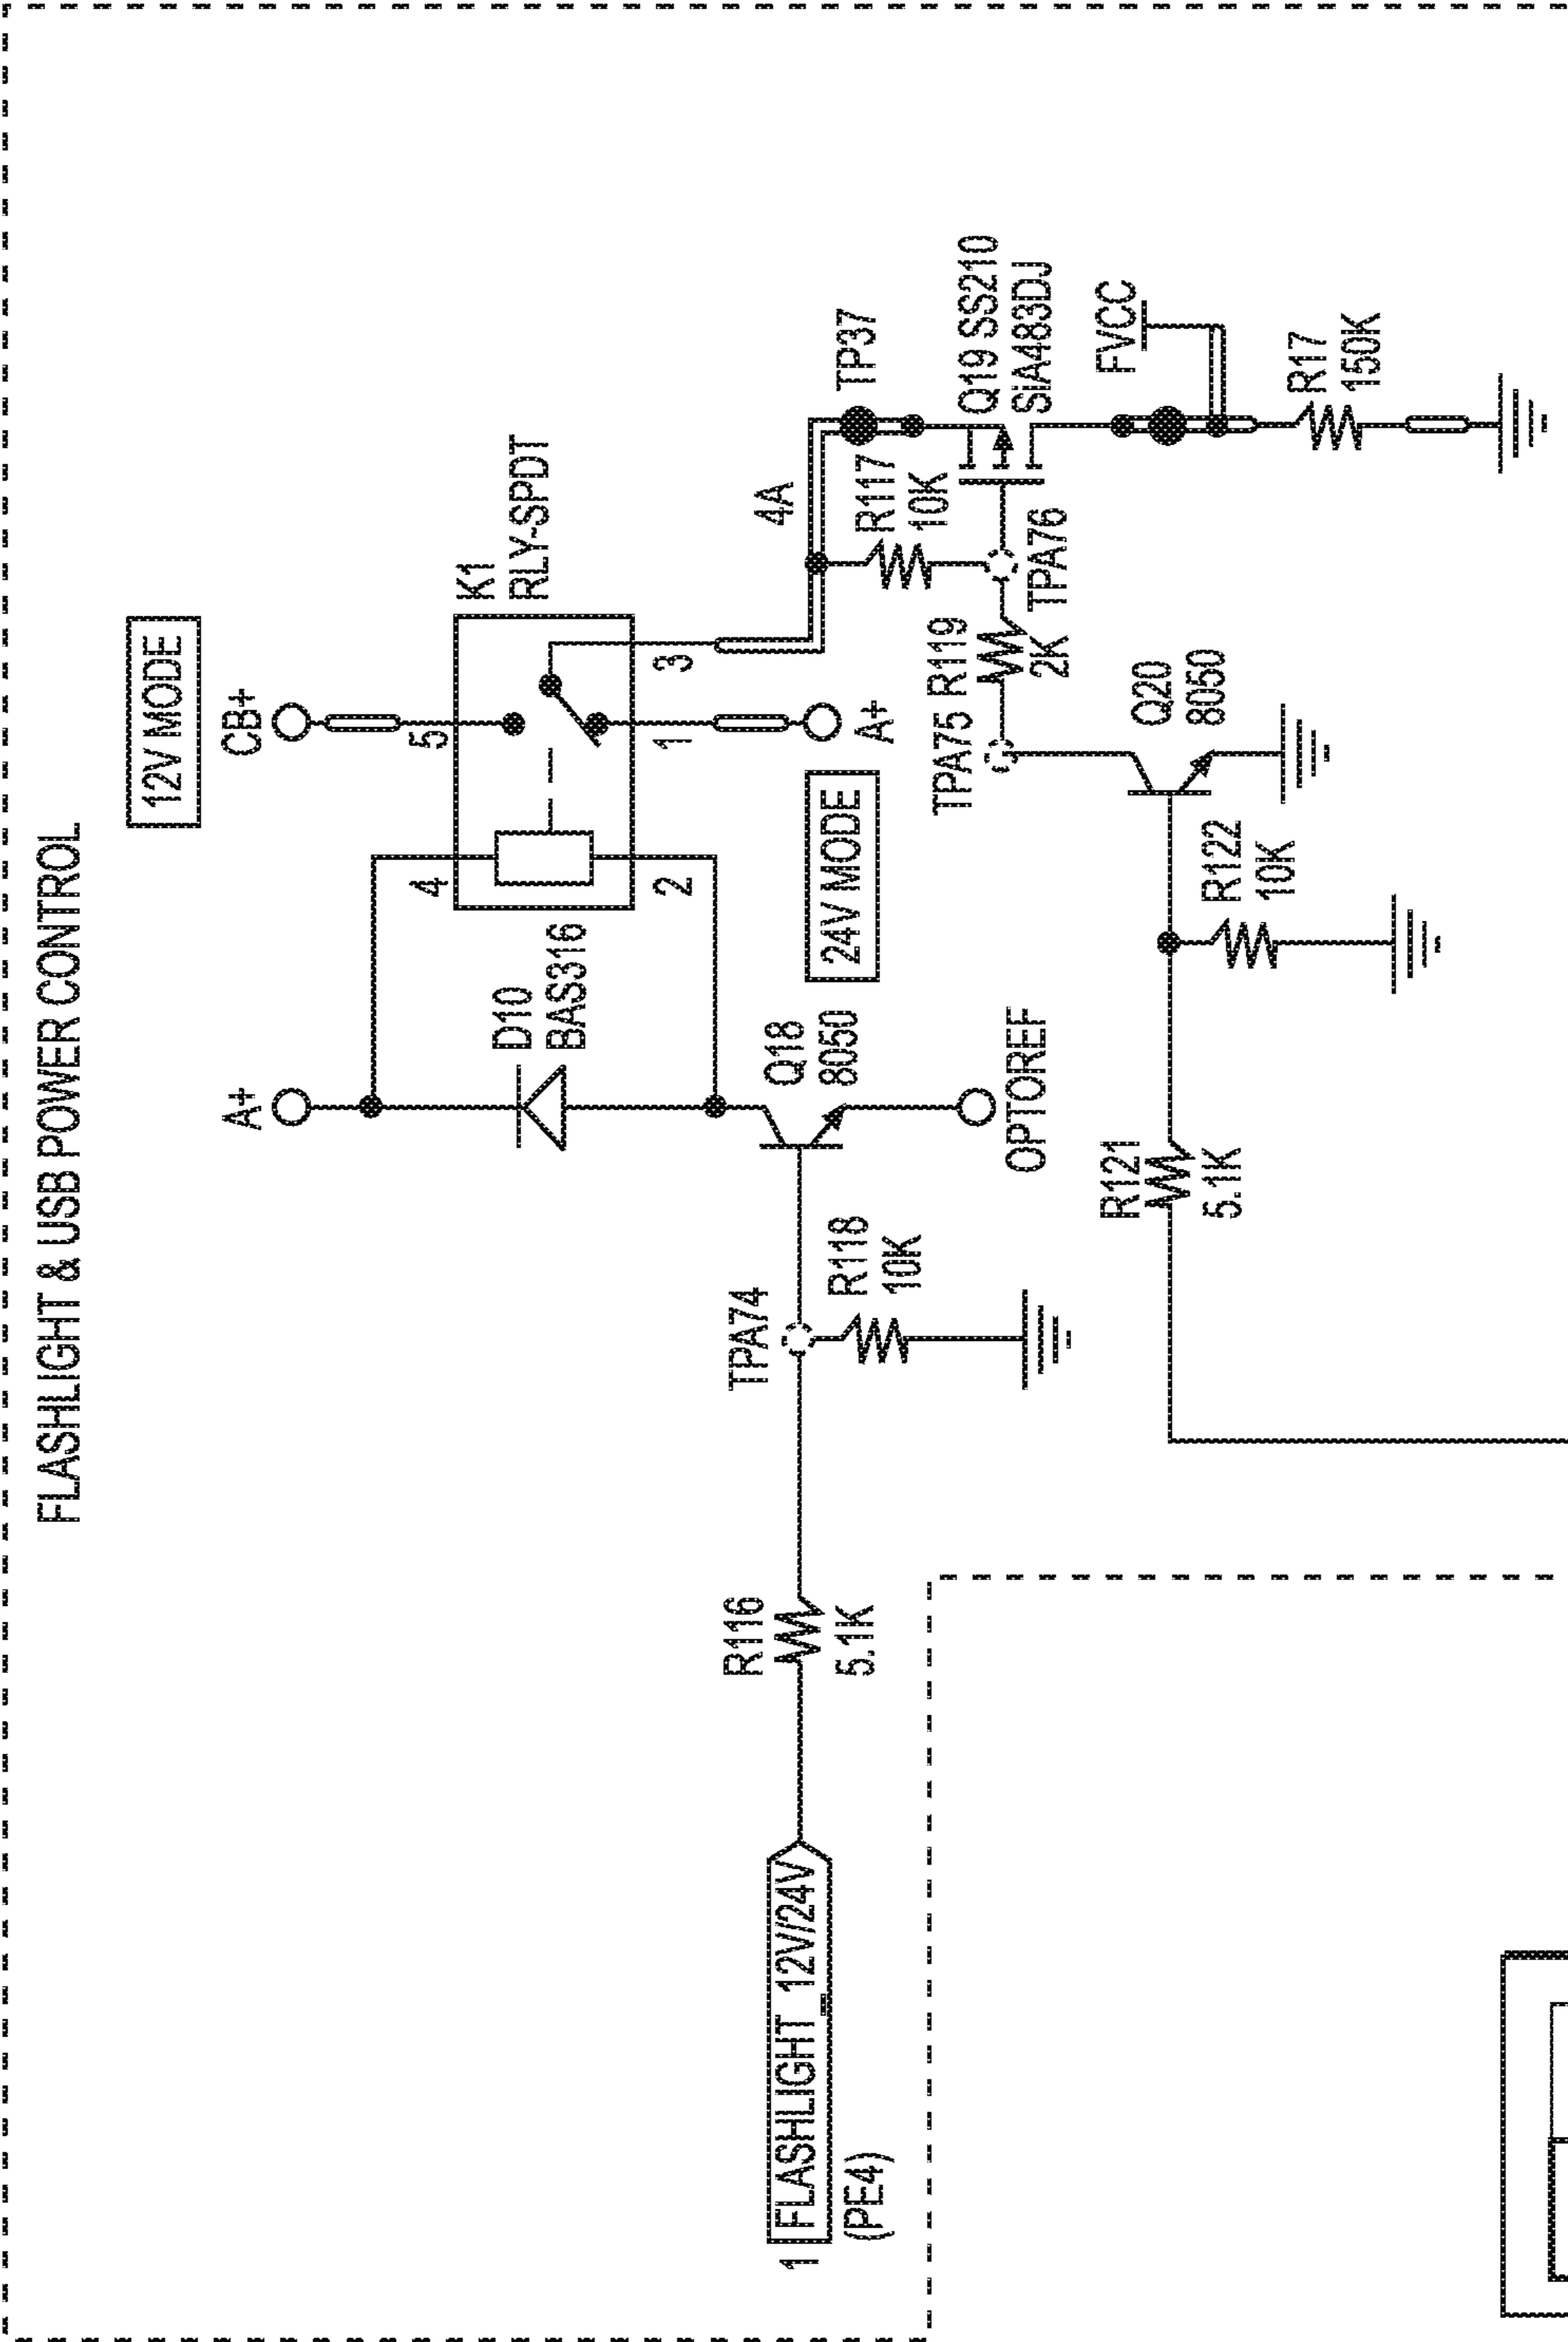 FLASHLIGHT & USB POWER CONTROL
12V MODE
A+
CB+
D10
BAS316
4
5
K1
RLY-SPDT
2
1
3
24V MODE
A+
4A
TP37
1
FLASHLIGHT_12V/24V
(PE4)
R116
5.1K
TPA74
R118
10K
Q18
8050
OPTOREF
R117
10K
TPA75
R119
2K
TPA76
Q19 SS210
SiA483DJ
R121
5.1K
R122
10K
Q20
8050
FVCC
R17
150K